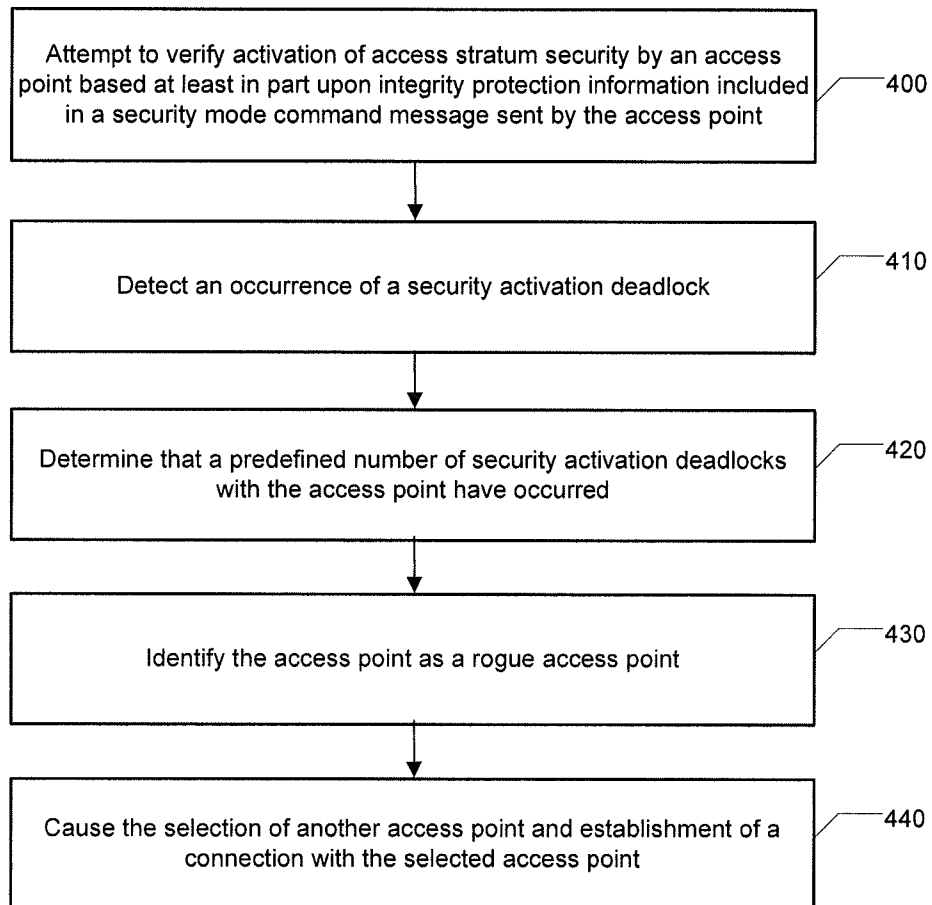 Attempt to verify activation of access stratum security by an access
point based at least in part upon integrity protection information included
in a security mode command message sent by the access point
400
Detect an occurrence of a security activation deadlock
410
Determine that a predefined number of security activation deadlocks
with the access point have occurred
420
Identify the access point as a rogue access point
430
Cause the selection of another access point and establishment of a
connection with the selected access point
440